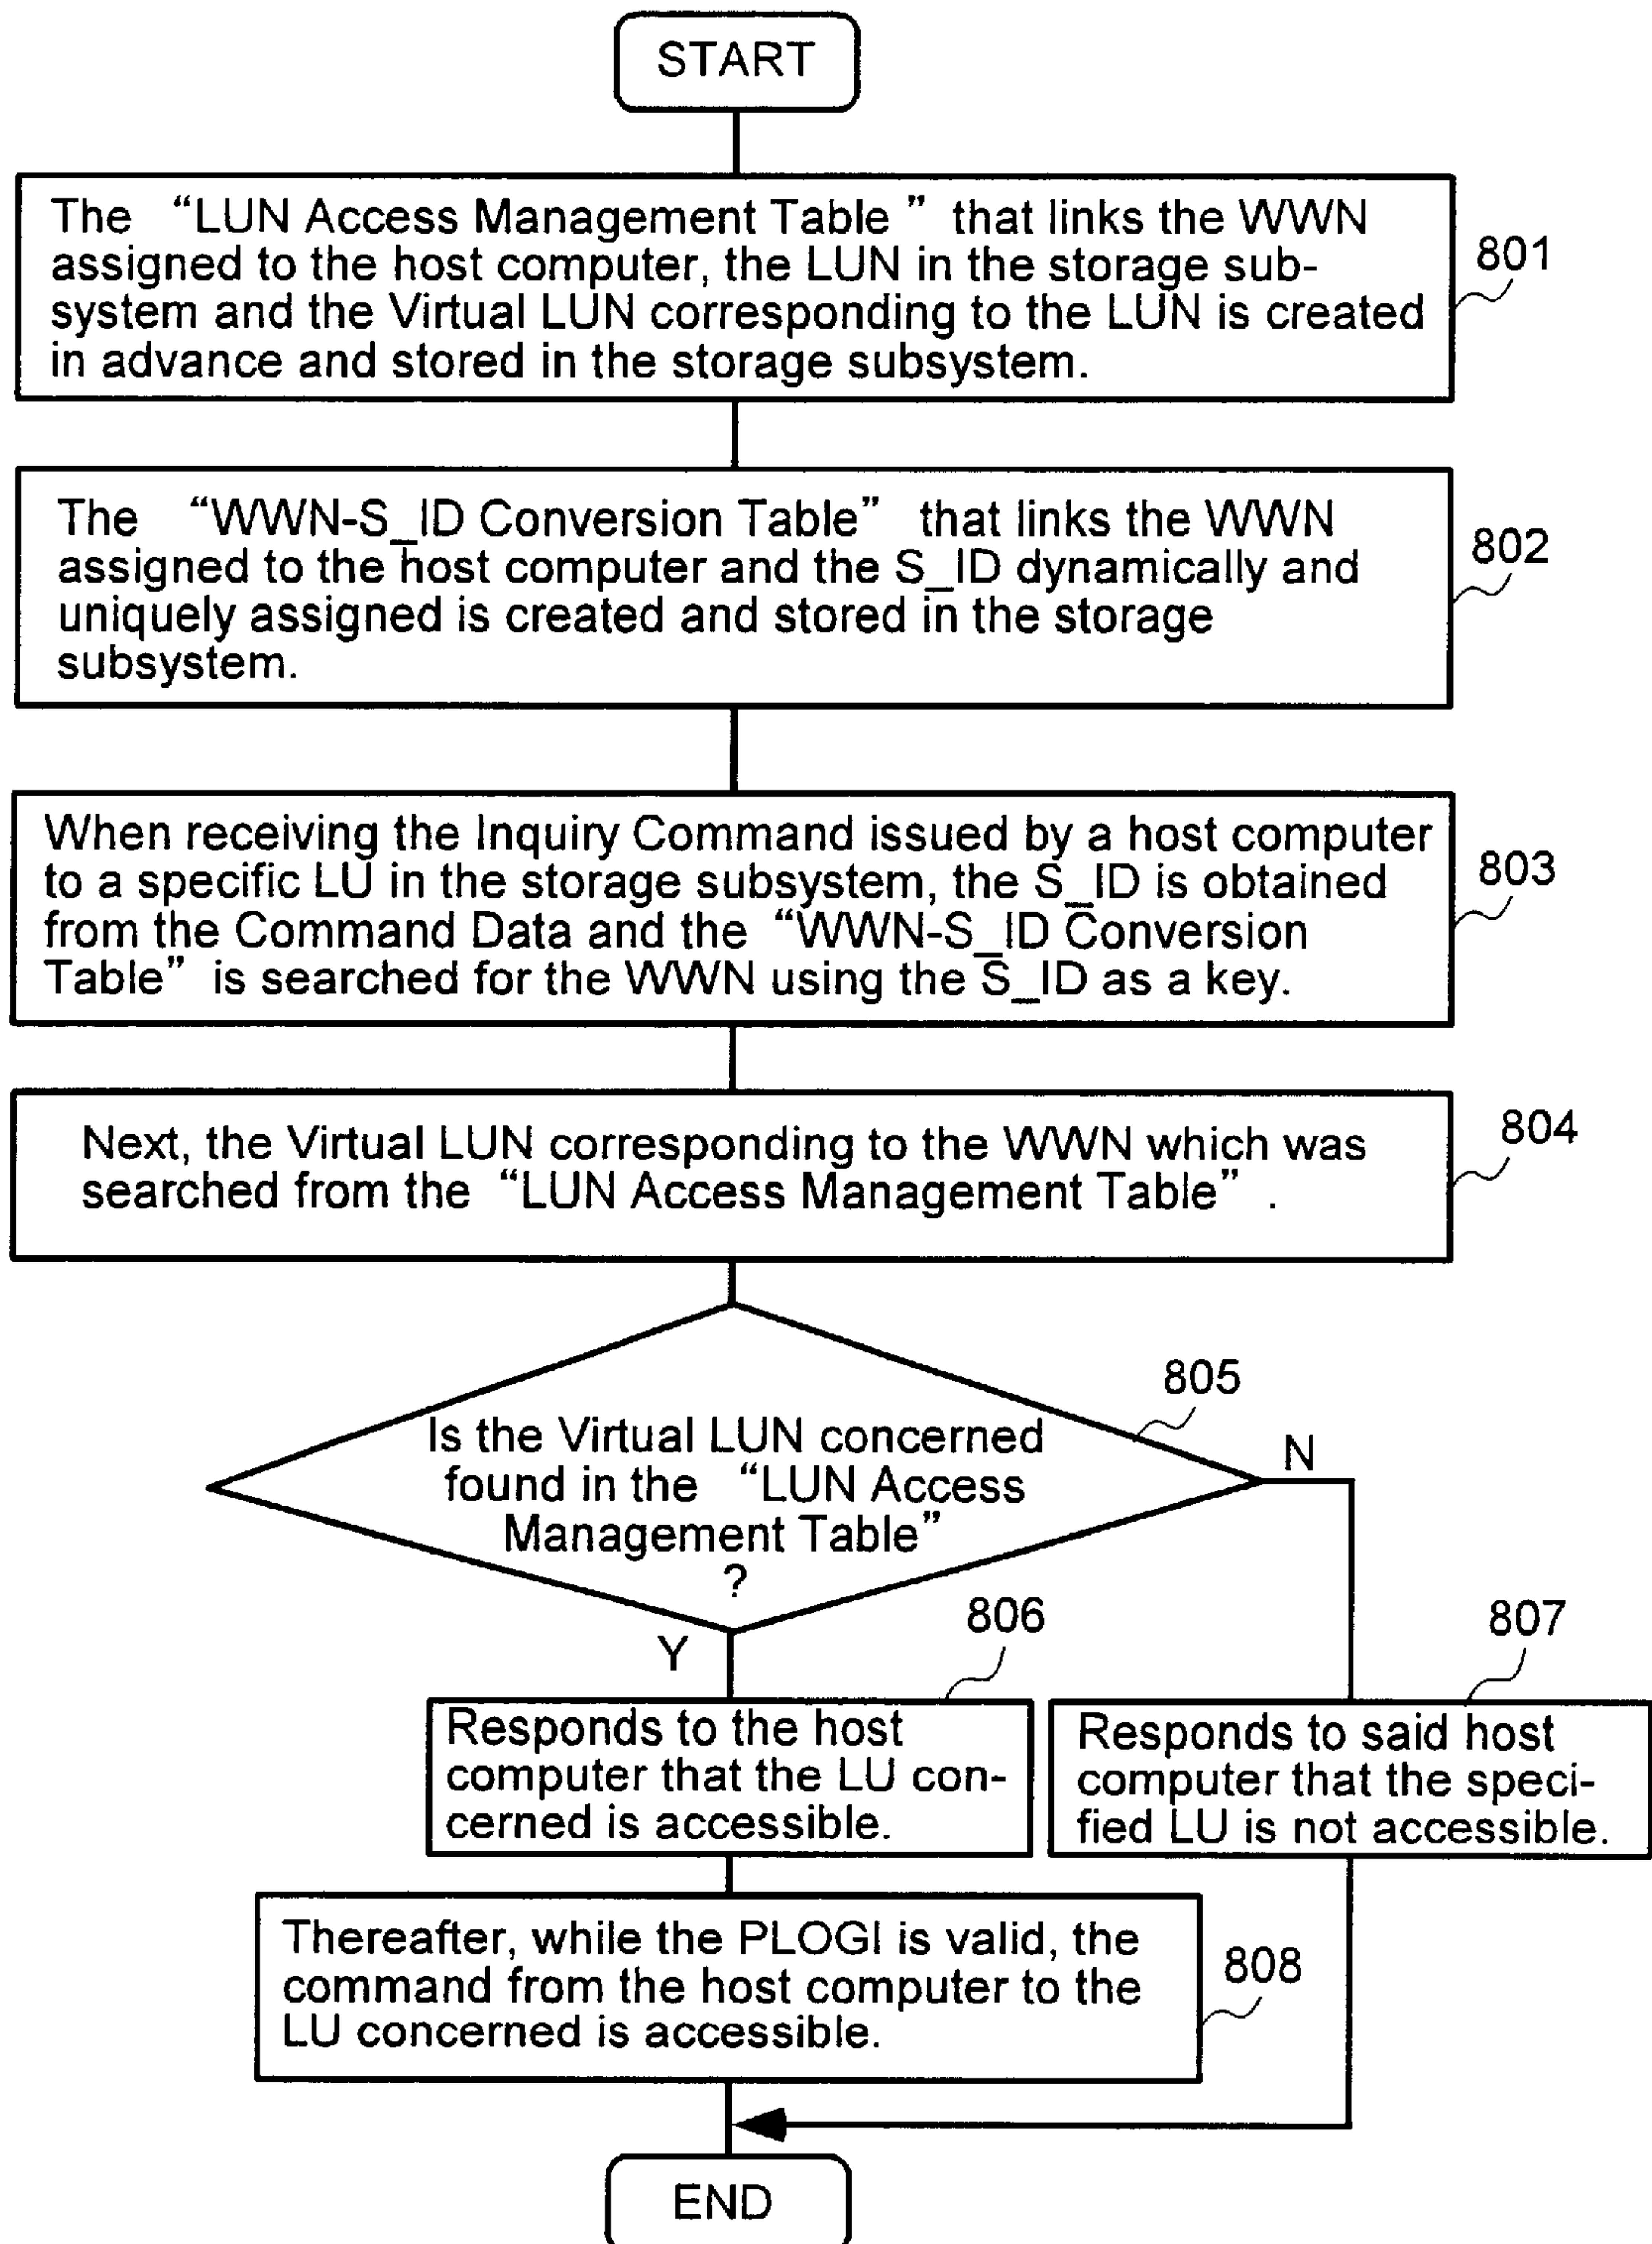 START
The “LUN Access Management Table ” that links the WWN
assigned to the host computer, the LUN in the storage sub-
system and the Virtual LUN corresponding to the LUN is created
in advance and stored in the storage subsystem.
801
The “WWN-S_ID Conversion Table” that links the WWN
assigned to the host computer and the S_ID dynamically and
uniquely assigned is created and stored in the storage
subsystem.
802
When receiving the Inquiry Command issued by a host computer
to a specific LU in the storage subsystem, the S_ID is obtained
from the Command Data and the “WWN-S_ID Conversion
Table” is searched for the WWN using the S_ID as a key.
803
Next, the Virtual LUN corresponding to the WWN which was
searched from the “LUN Access Management Table” .
804
805
Is the Virtual LUN concerned
found in the “LUN Access
Management Table”
?
N
Y
806
Responds to the host
computer that the LU con-
cerned is accessible.
807
Responds to said host
computer that the speci-
fied LU is not accessible.
Thereafter, while the PLOGI is valid, the
command from the host computer to the
LU concerned is accessible.
808
END